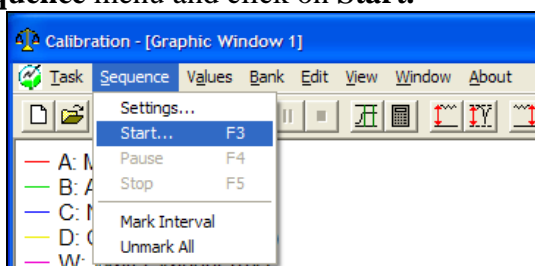 quence menu and click on Start.
Calibration - [Graphic Window 1]
Task Sequence Values Bank Edit View Window About
Settings...
Start... F3
Pause F4
Stop F5
Mark Interval
Unmark All
A:
B:
C:
D:
W: